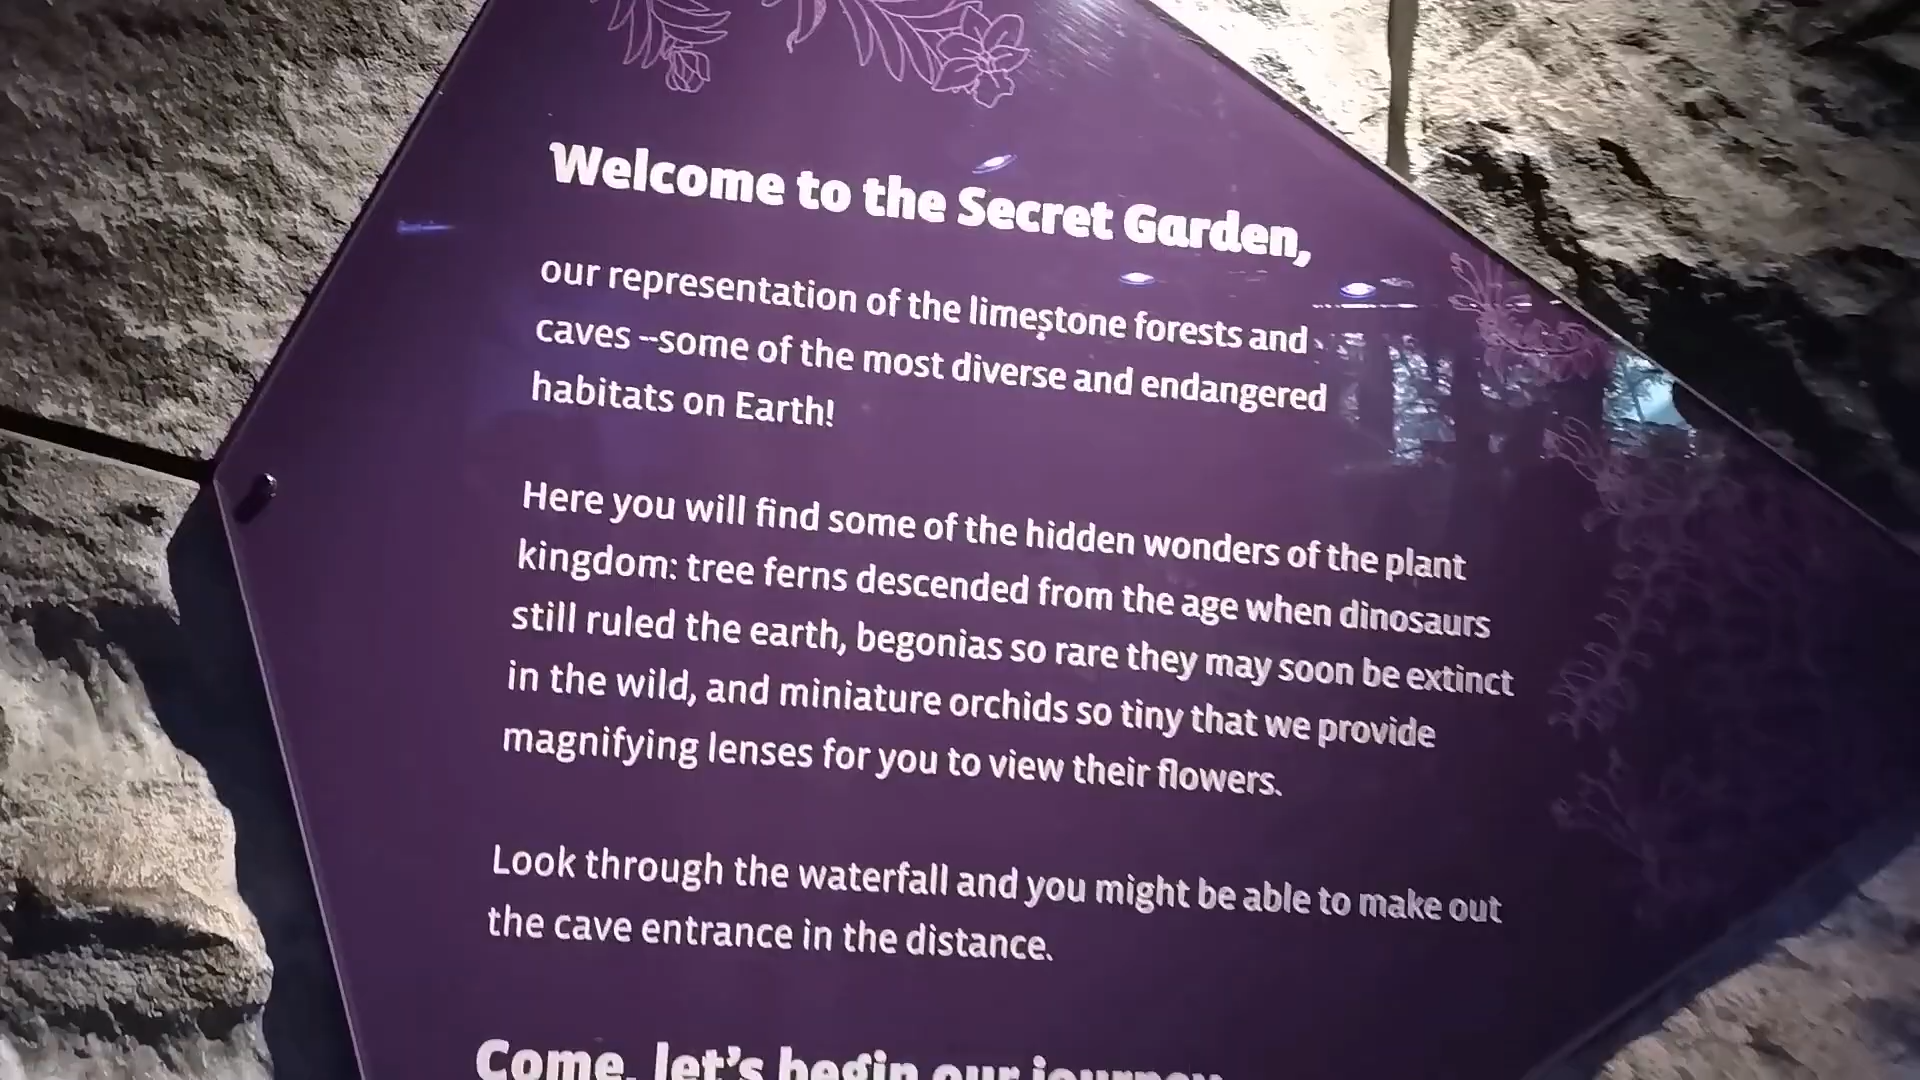 Welcome to the Secret Garden,
our representation of the limestone forests and
caves --some of the most diverse and endangered
habitats on Earth!
Here you will find some of the hidden wonders of the plant
kingdom: tree ferns descended from the age when dinosaurs
still ruled the earth, begonias so rare they may soon be extinct
in the wild, and miniature orchids so tiny that we provide
magnifying lenses for you to view their flowers.
Look through the waterfall and you might be able to make out
the cave entrance in the distance.
Come, let's begin our journey